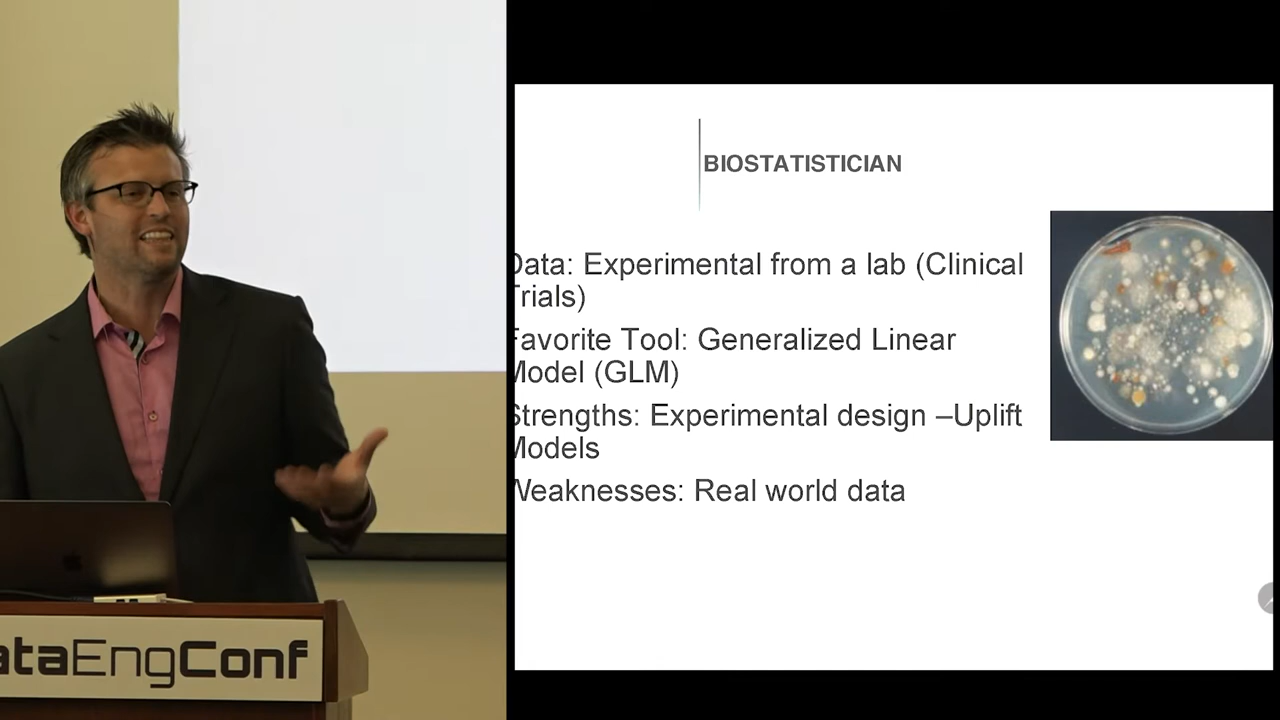 BIOSTATISTICIAN
Data: Experimental from a lab (Clinical
Trials)
Favorite Tool: Generalized Linear
Model (GLM)
Strengths: Experimental design –Uplift
Models
Weaknesses: Real world data
ataEngConf